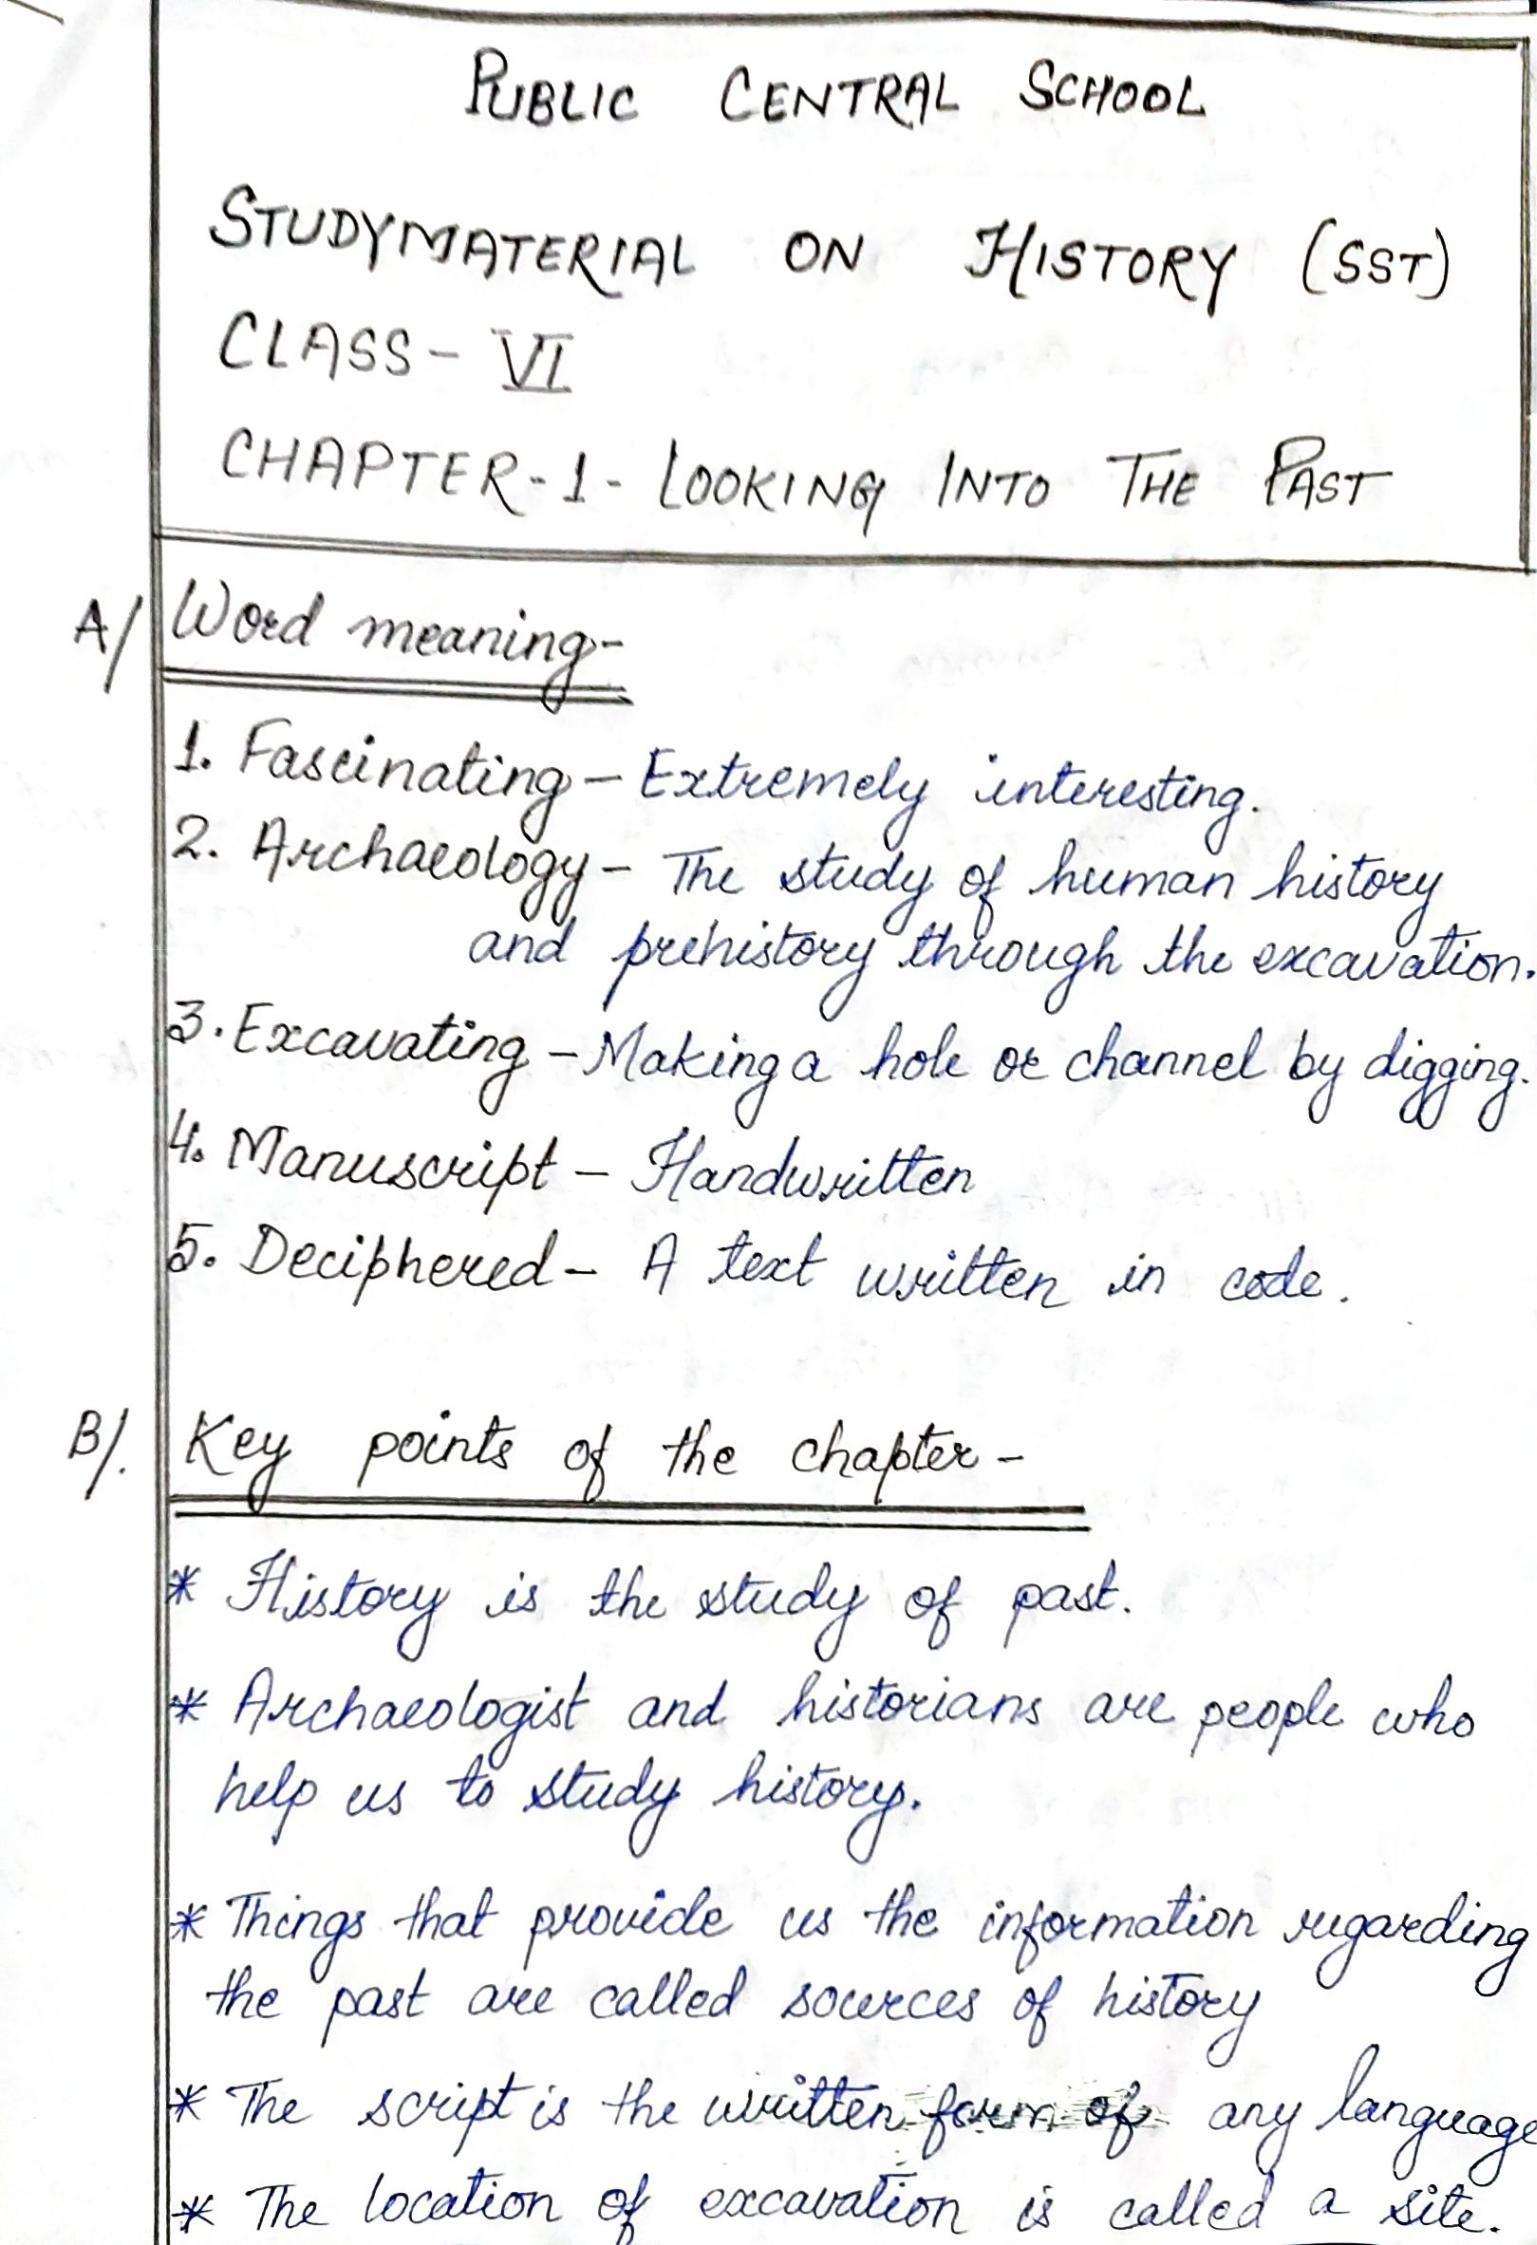 PUBLIC CENTRAL SCHOOL
STUDYMATERIAL ON HISTORY (SST)
CLASS- VI
CHAPTER-1- LOOKING INTO THE PAST
A/ Word meaning-
1. Fascinating - Extremely interesting.
2. Archaeology - The study of human history
and prehistory through the excavation.
3. Excavating - Making a hole or channel by digging.
4. Manuscript - Handwritten
5. Deciphered - A text written in code.
B/. Key points of the chapter-
* History is the study of past.
* Archaeologist and historians are people who
help us to study history.
* Things that provide us the information regarding
the past are called sources of history
* The script is the written form of any language
* The location of excavation is called a site.